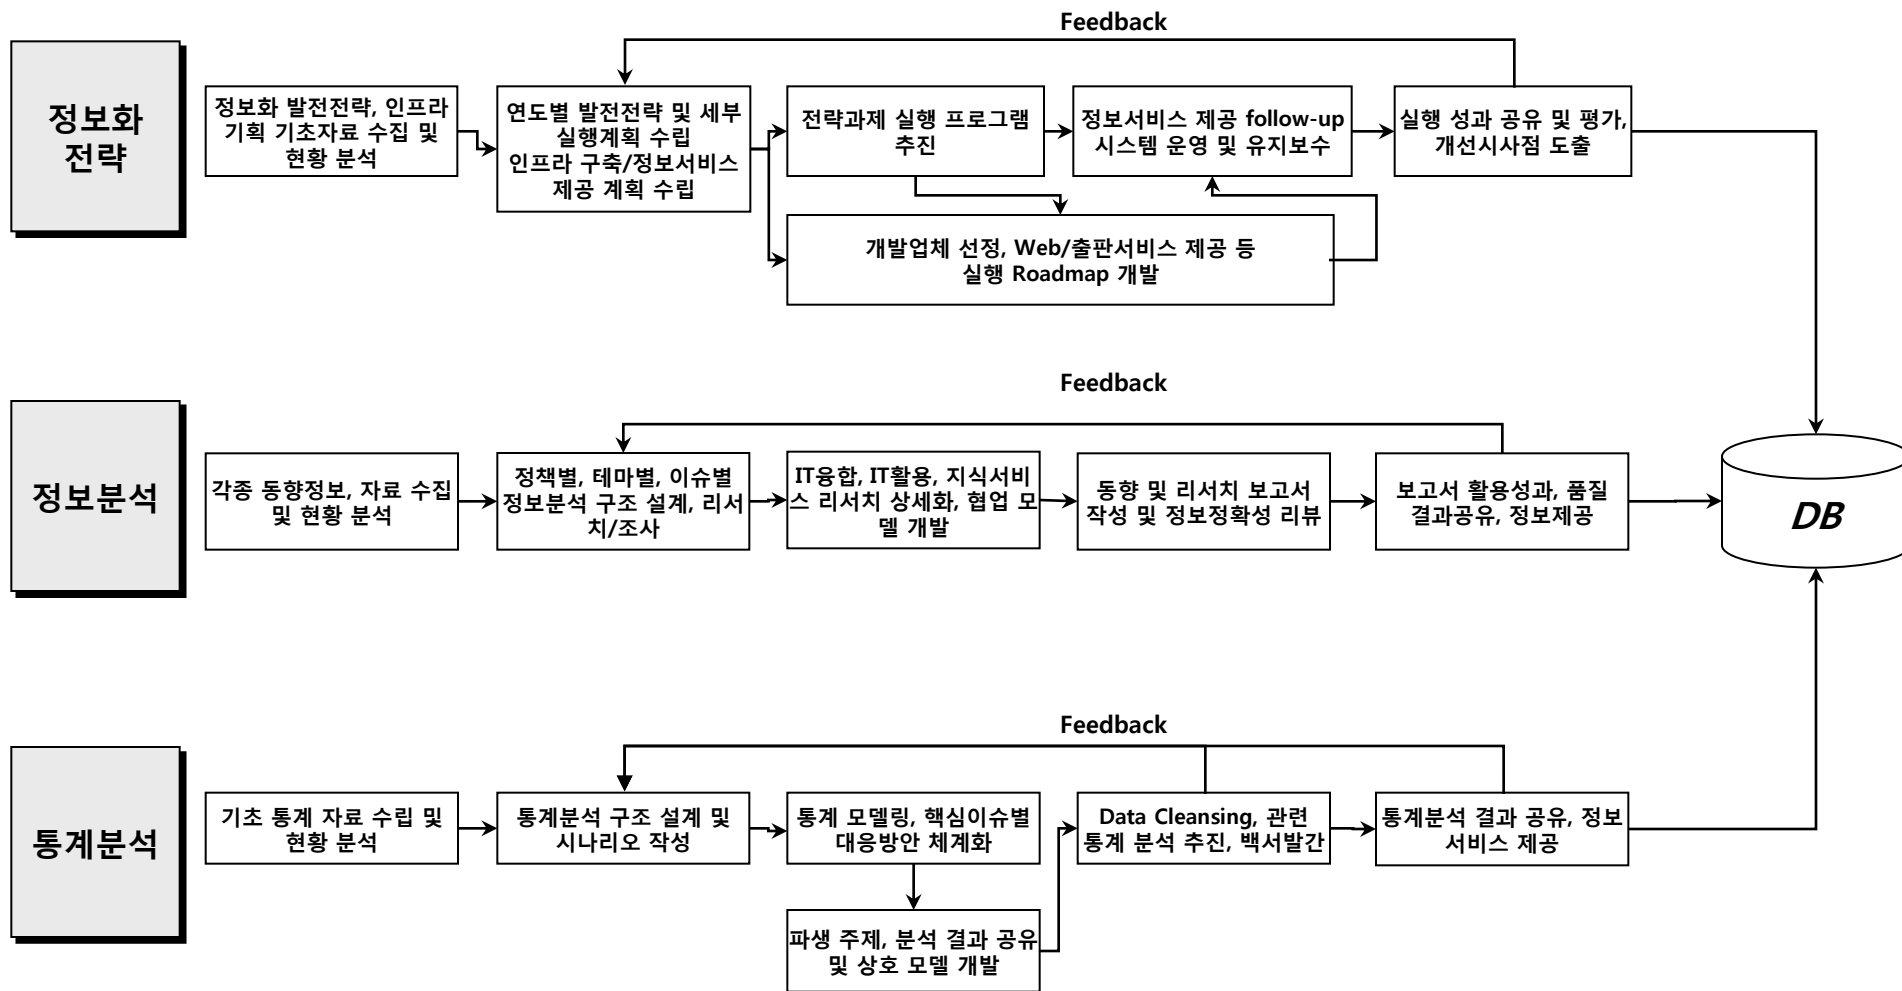 Feedback
정보화
전략
정보화 발전전략, 인프라
기획 기초자료 수집 및
현황 분석
연도별 발전전략 및 세부
실행계획 수립
인프라 구축/정보서비스
제공 계획 수립
전략과제 실행 프로그램
추진
정보서비스 제공 follow-up
시스템 운영 및 유지보수
실행 성과 공유 및 평가,
개선시사점 도출
개발업체 선정, Web/출판서비스 제공 등
실행 Roadmap 개발
Feedback
정보분석
각종 동향정보, 자료 수집
및 현황 분석
정책별, 테마별, 이슈별
정보분석 구조 설계, 리서
치/조사
IT융합, IT활용, 지식서비
스 리서치 상세화, 협업 모
델 개발
동향 및 리서치 보고서
작성 및 정보정확성 리뷰
보고서 활용성과, 품질
결과공유, 정보제공
DB
Feedback
통계분석
기초 통계 자료 수립 및
현황 분석
통계분석 구조 설계 및
시나리오 작성
통계 모델링, 핵심이슈별
대응방안 체계화
Data Cleansing, 관련
통계 분석 추진, 백서발간
통계분석 결과 공유, 정보
서비스 제공
파생 주제, 분석 결과 공유
및 상호 모델 개발